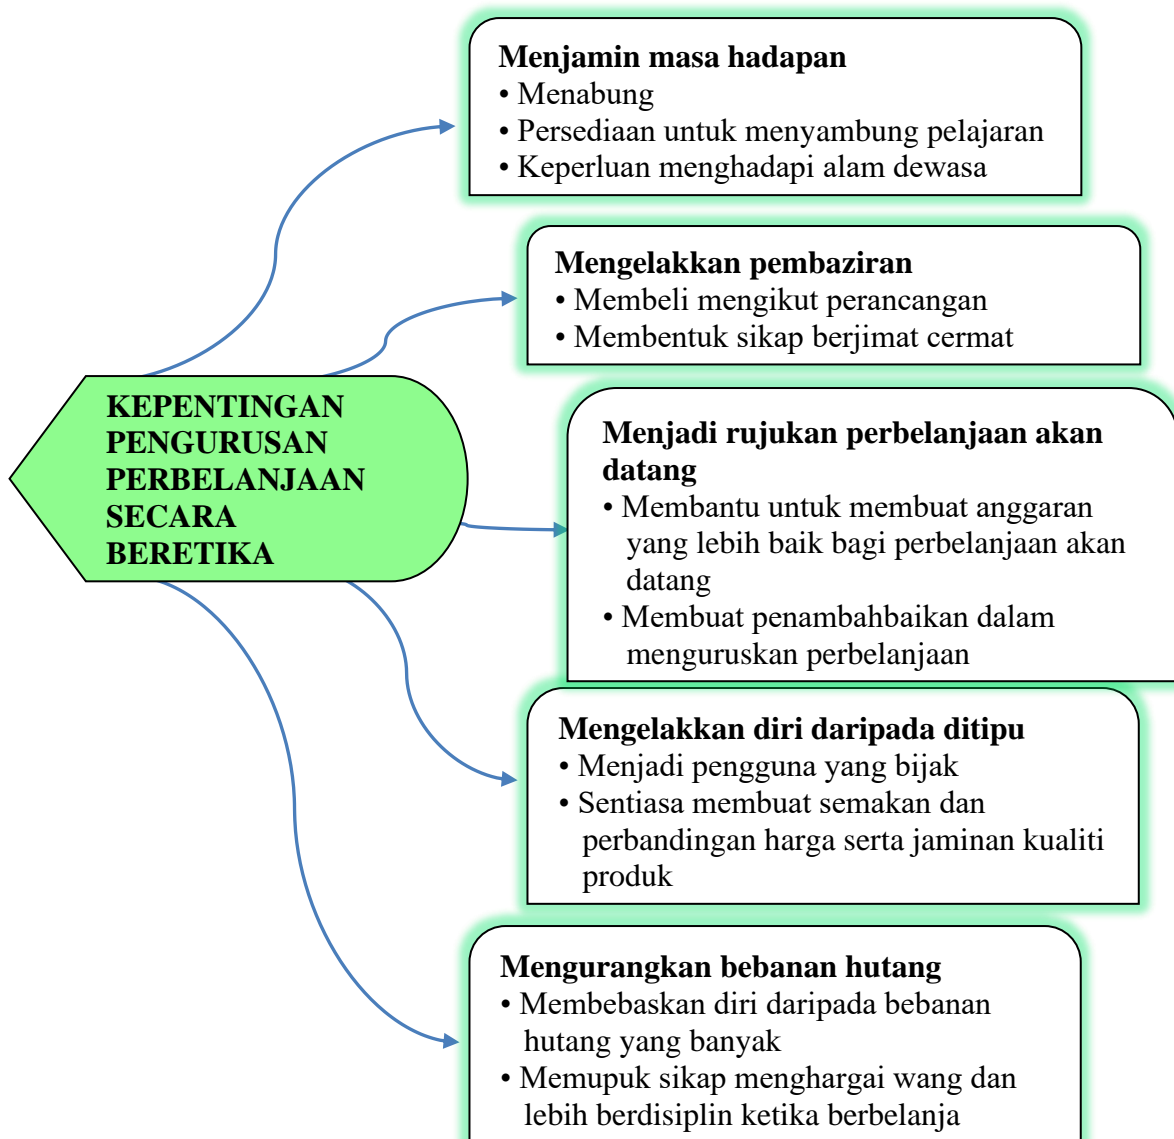 Menjamin masa hadapan
• Menabung
• Persediaan untuk menyambung pelajaran
• Keperluan menghadapi alam dewasa
Mengelakkan pembaziran
• Membeli mengikut perancangan
• Membentuk sikap berjimat cermat
KEPENTINGAN
PENGURUSAN
PERBELANJAAN
SECARA
BERETIKA
Menjadi rujukan perbelanjaan akan
datang
• Membantu untuk membuat anggaran
yang lebih baik bagi perbelanjaan akan
datang
• Membuat penambahbaikan dalam
menguruskan perbelanjaan
Mengelakkan diri daripada ditipu
• Menjadi pengguna yang bijak
• Sentiasa membuat semakan dan
perbandingan harga serta jaminan kualiti
produk
Mengurangkan bebanan hutang
• Membebaskan diri daripada bebanan
hutang yang banyak
• Memupuk sikap menghargai wang dan
lebih berdisiplin ketika berbelanja